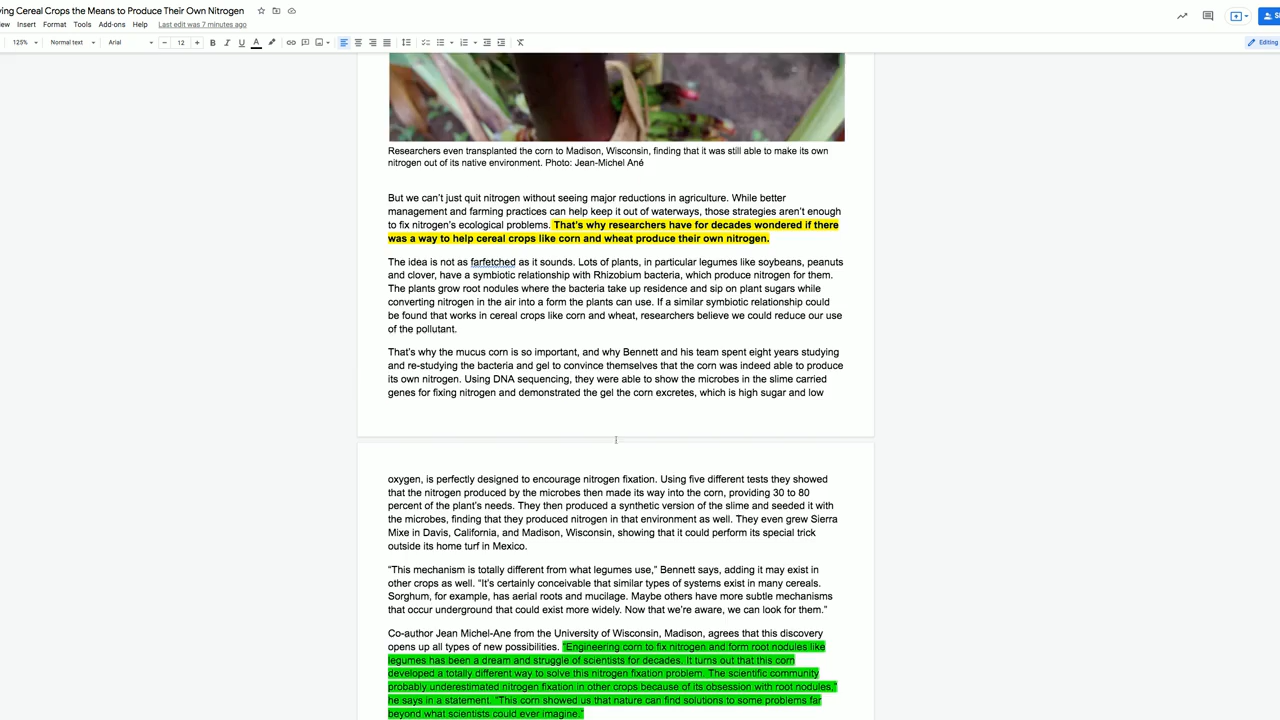 ving Cereal Crops the Means to Produce Their Own Nitrogen
ew Insert Format Tools Add-ons Help Last edit was 7 minutes ago
125% Normal text Arial 12 B I U A Editing
Researchers even transplanted the corn to Madison, Wisconsin, finding that it was still able to make its own
nitrogen out of its native environment. Photo: Jean-Michel Ané
But we can't just quit nitrogen without seeing major reductions in agriculture. While better
management and farming practices can help keep it out of waterways, those strategies aren't enough
to fix nitrogen's ecological problems. That's why researchers have for decades wondered if there
was a way to help cereal crops like corn and wheat produce their own nitrogen.
The idea is not as farfetched as it sounds. Lots of plants, in particular legumes like soybeans, peanuts
and clover, have a symbiotic relationship with Rhizobium bacteria, which produce nitrogen for them.
The plants grow root nodules where the bacteria take up residence and sip on plant sugars while
converting nitrogen in the air into a form the plants can use. If a similar symbiotic relationship could
be found that works in cereal crops like corn and wheat, researchers believe we could reduce our use
of the pollutant.
That's why the mucus corn is so important, and why Bennett and his team spent eight years studying
and re-studying the bacteria and gel to convince themselves that the corn was indeed able to produce
its own nitrogen. Using DNA sequencing, they were able to show the microbes in the slime carried
genes for fixing nitrogen and demonstrated the gel the corn excretes, which is high sugar and low
oxygen, is perfectly designed to encourage nitrogen fixation. Using five different tests they showed
that the nitrogen produced by the microbes then made its way into the corn, providing 30 to 80
percent of the plant's needs. They then produced a synthetic version of the slime and seeded it with
the microbes, finding that they produced nitrogen in that environment as well. They even grew Sierra
Mixe in Davis, California, and Madison, Wisconsin, showing that it could perform its special trick
outside its home turf in Mexico.
"This mechanism is totally different from what legumes use," Bennett says, adding it may exist in
other crops as well. "It's certainly conceivable that similar types of systems exist in many cereals.
Sorghum, for example, has aerial roots and mucilage. Maybe others have more subtle mechanisms
that occur underground that could exist more widely. Now that we're aware, we can look for them."
Co-author Jean Michel-Ane from the University of Wisconsin, Madison, agrees that this discovery
opens up all types of new possibilities. "Engineering corn to fix nitrogen and form root nodules like
legumes has been a dream and struggle of scientists for decades. It turns out that this corn
developed a totally different way to solve this nitrogen fixation problem. The scientific community
probably underestimated nitrogen fixation in other crops because of its obsession with root nodules,"
he says in a statement. "This corn showed us that nature can find solutions to some problems far
beyond what scientists could ever imagine."